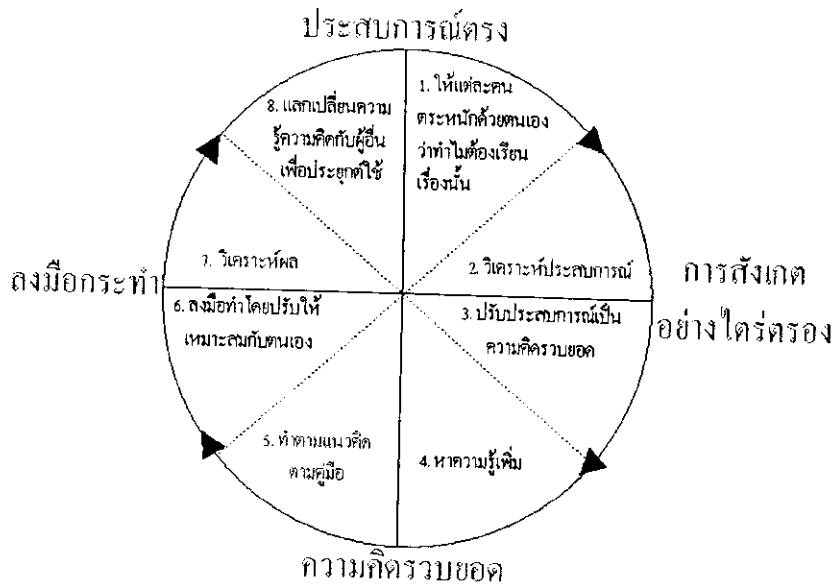 ประสบการณ์ตรง
1. ให้แต่ละคน
ตระหนักด้วยตนเอง
ว่าทำไมต้องเรียน
เรื่องนั้น
8. แลกเปลี่ยนความ
รู้ความคิดกับผู้อื่น
เพื่อประยุกต์ใช้
7. วิเคราะห์ผล
2. วิเคราะห์ประสบการณ์
ลงมือกระทำ
การสังเกต
อย่างไตร่ตรอง
6. ลงมือทำโดยปรับให้
เหมาะสมกับตนเอง
3. ปรับประสบการณ์เป็น
ความคิดรวบยอด
5. ทำตามแนวคิด
ตามคู่มือ
4. หาความรู้เพิ่ม
ความคิดรวบยอด